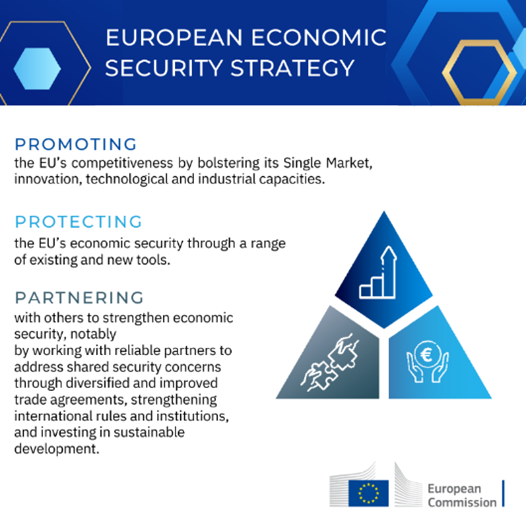 EUROPEAN ECONOMIC
SECURITY STRATEGY
PROMOTING
the EU's competitiveness by bolstering its Single Market,
innovation, technological and industrial capacities.
PROTECTING
the EU's economic security through a range
of existing and new tools.
PARTNERING
with others to strengthen economic
security, notably
by working with reliable partners to
address shared security concerns
through diversified and improved
trade agreements, strengthening
international rules and institutions,
and investing in sustainable
development.
€
European
Commission